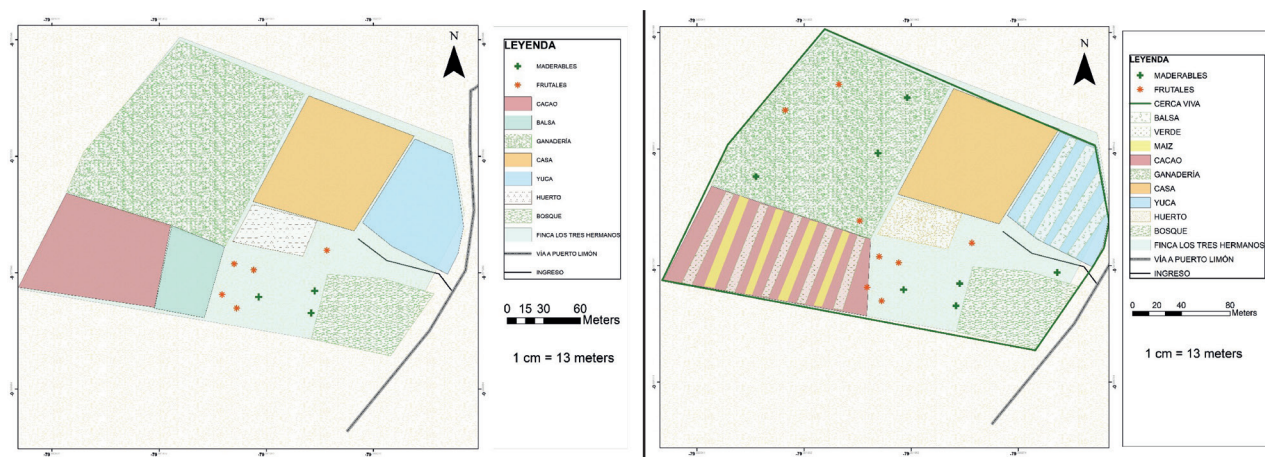 N
LEYENDA
MADERABLES
FRUTALES
CACAO
BALSA
GANADERÍA
CASA
YUCA
HUERTO
BOSQUE
FINCA LOS TRES HERMANOS
VÍA A PUERTO LIMÓN
INGRESO
0 15 30 60
Meters
1 cm = 13 meters
N
LEYENDA
MADERABLES
FRUTALES
CERCA VIVA
BALSA
VERDE
MAIZ
CACAO
GANADERÍA
CASA
YUCA
HUERTO
BOSQUE
FINCA LOS TRES HERMANOS
VÍA A PUERTO LIMÓN
INGRESO
0 20 40 80
Meters
1 cm = 13 meters